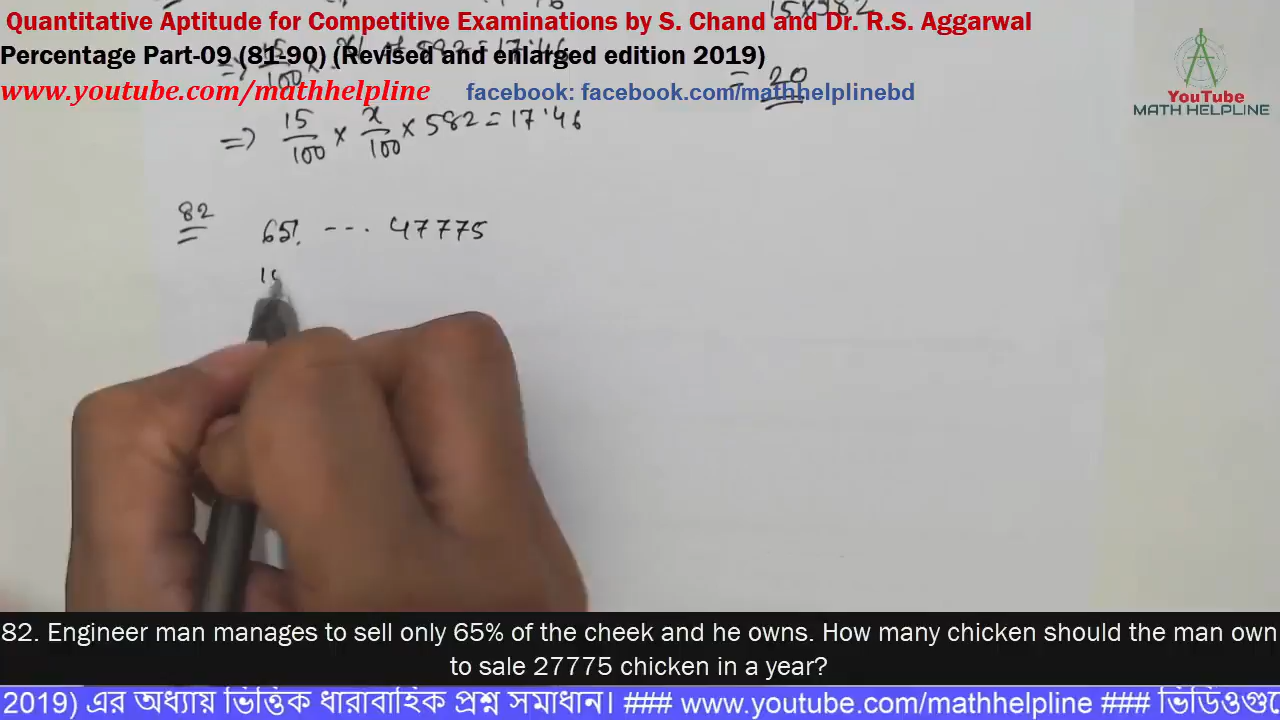 Quantitative Aptitude for Competitive Examinations by S. Chand and Dr. R.S. Aggarwal
15×582
Percentage Part-09 (81-90) (Revised and enlarged edition 2019)
= 20
www.youtube.com/mathhelpline facebook: facebook.com/mathhelplinebd
YouTube
MATH HELPLINE
=> 15/100 × x/100 × 582 = 17.46
82
65% --- 47775
82. Engineer man manages to sell only 65% of the cheek and he owns. How many chicken should the man own
to sale 27775 chicken in a year?
2019) এর অধ্যায় ভিত্তিক ধারাবাহিক প্রশ্ন সমাধান। ### www.youtube.com/mathhelpline ###